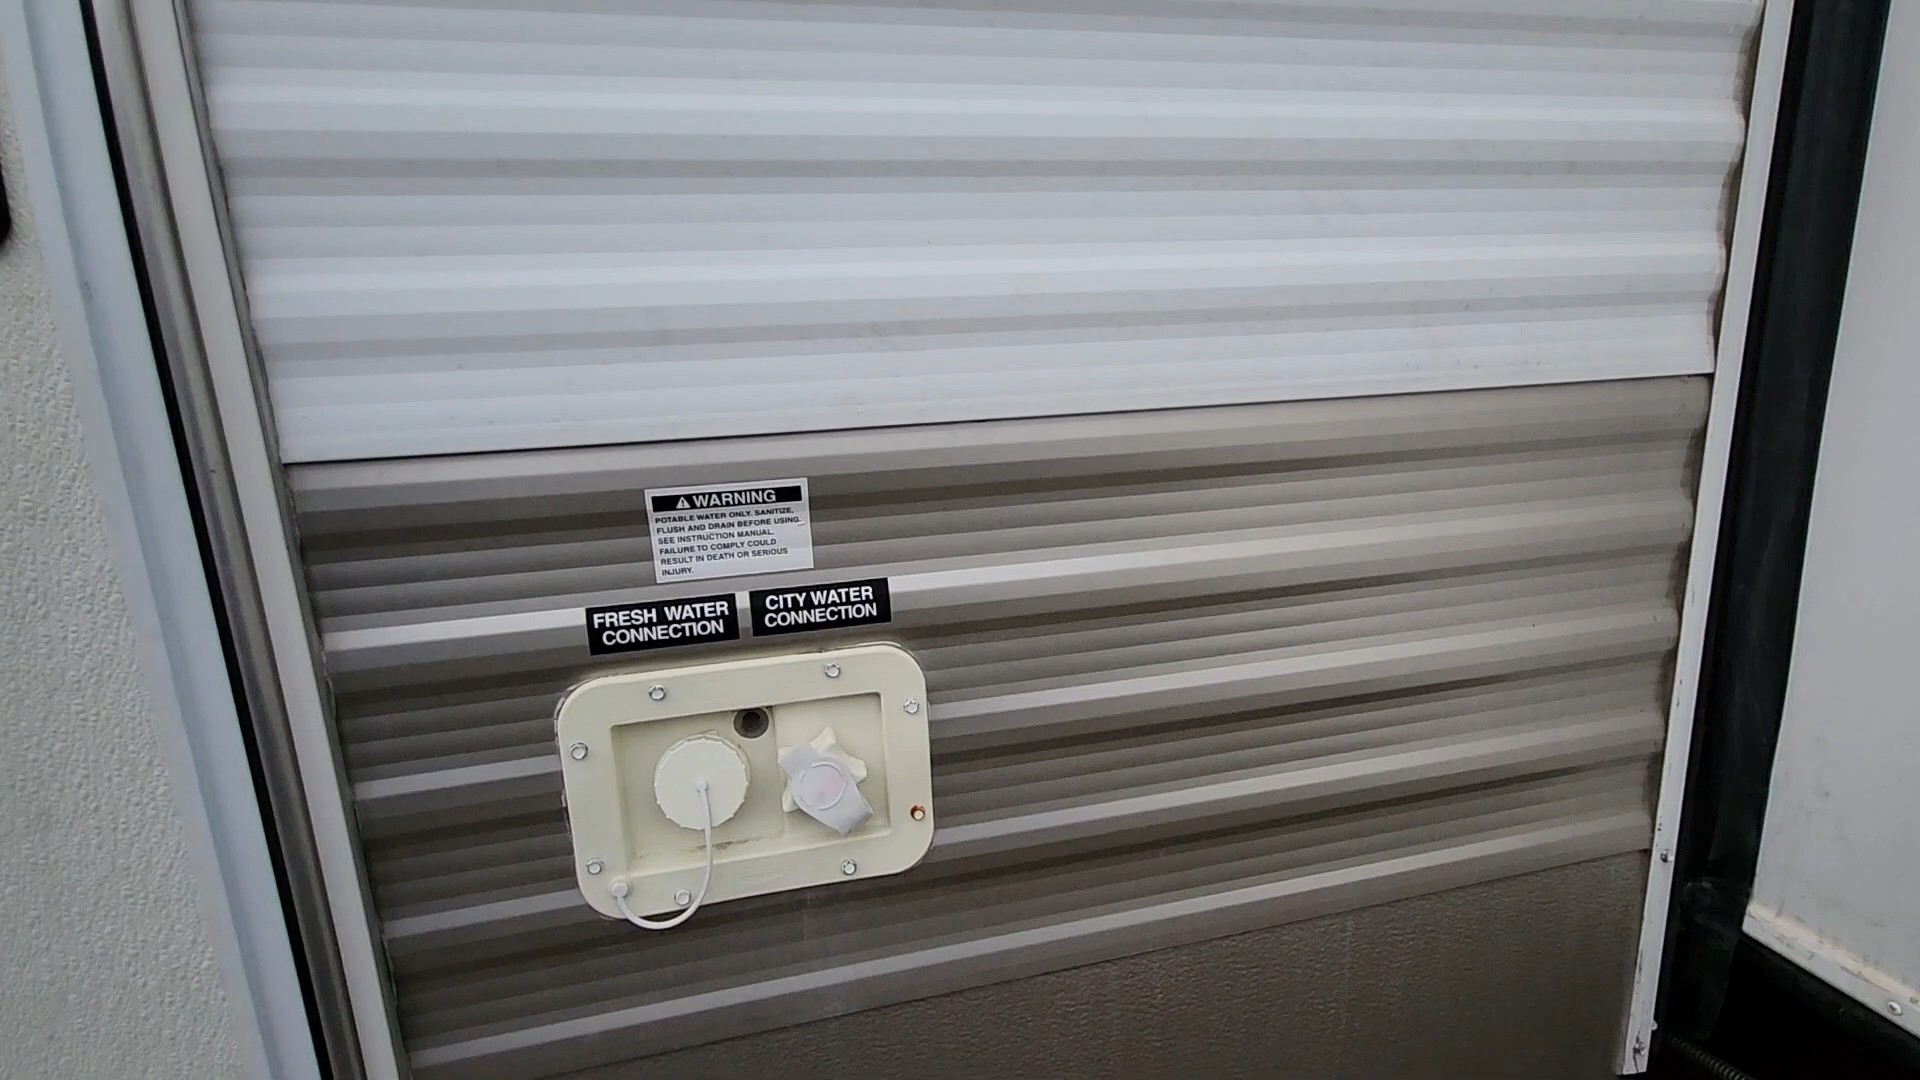 ⚠ WARNING
POTABLE WATER ONLY. SANITIZE,
FLUSH AND DRAIN BEFORE USING.
SEE INSTRUCTION MANUAL.
FAILURE TO COMPLY COULD
RESULT IN DEATH OR SERIOUS
INJURY.
FRESH WATER
CONNECTION
CITY WATER
CONNECTION